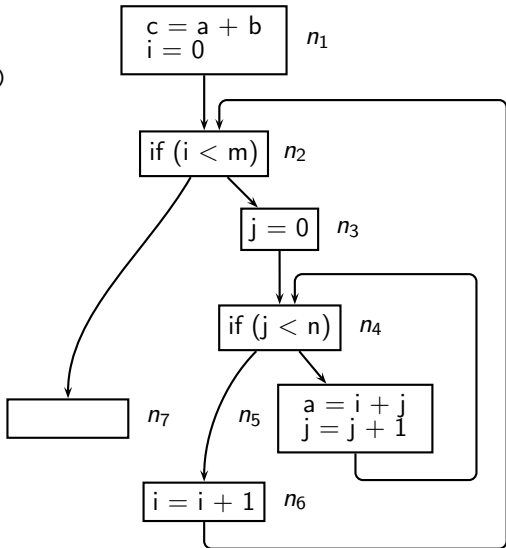 c = a + b
i = 0
n1
)
if (i < m)
n2
j = 0
n3
if (j < n)
n4
a = i + j
j = j + 1
n5
n7
i = i + 1
n6